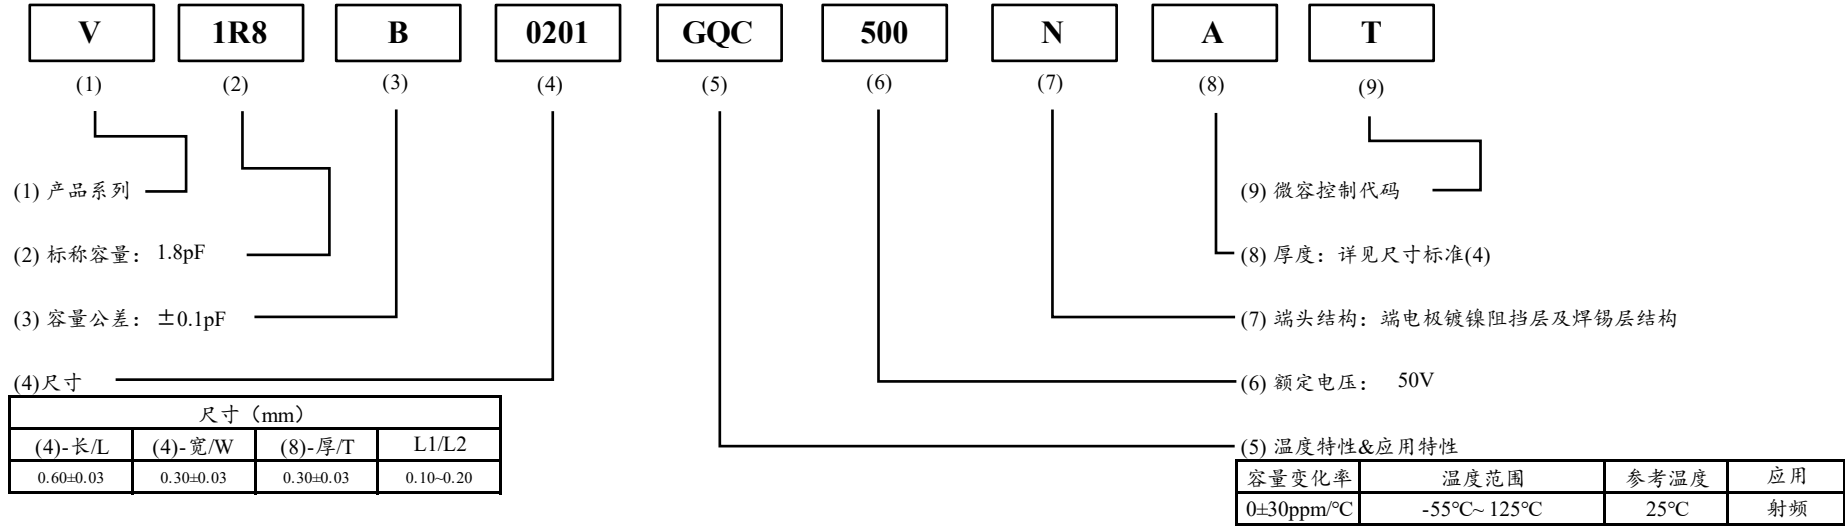 V 1R8 B 0201 GQC 500 N A T
(1) (2) (3) (4) (5) (6) (7) (8) (9)
(1) 产品系列
(9) 微容控制代码
(2) 标称容量： 1.8pF
(8) 厚度：详见尺寸标准(4)
(3) 容量公差：±0.1pF
(7) 端头结构：端电极镀镍阻挡层及焊锡层结构
(4)尺寸
(6) 额定电压： 50V
尺寸（mm）
(4)-长/L (4)-宽/W (8)-厚/T L1/L2
0.60±0.03 0.30±0.03 0.30±0.03 0.10~0.20
(5) 温度特性&应用特性
容量变化率 温度范围 参考温度 应用
0±30ppm/℃ -55℃~ 125℃ 25℃ 射频